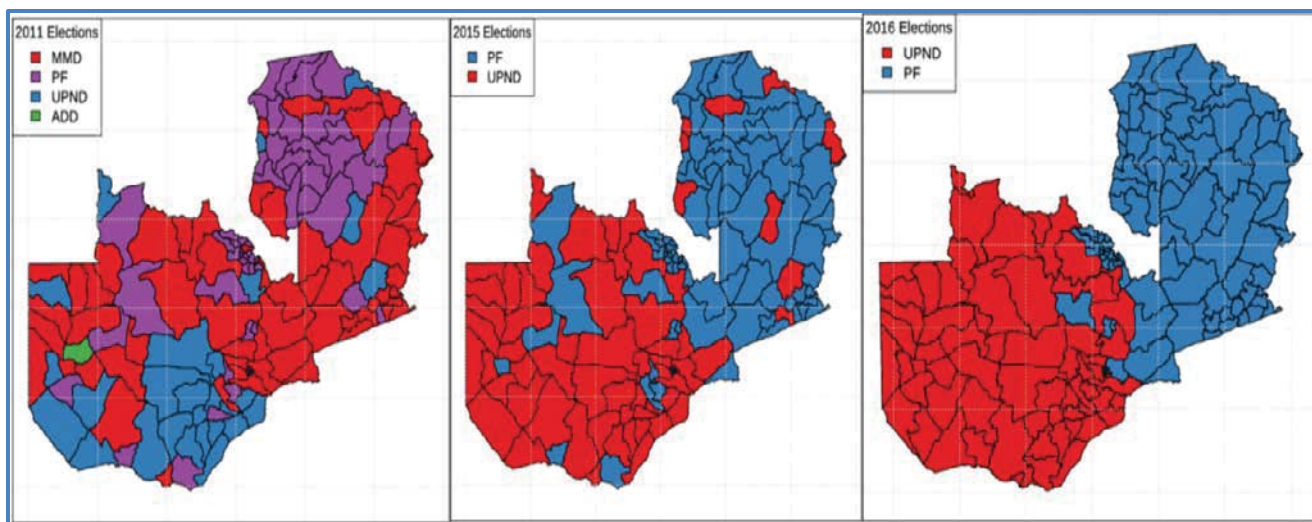 2011 Elections
MMD
PF
UPND
ADD
2015 Elections
PF
UPND
2016 Elections
UPND
PF